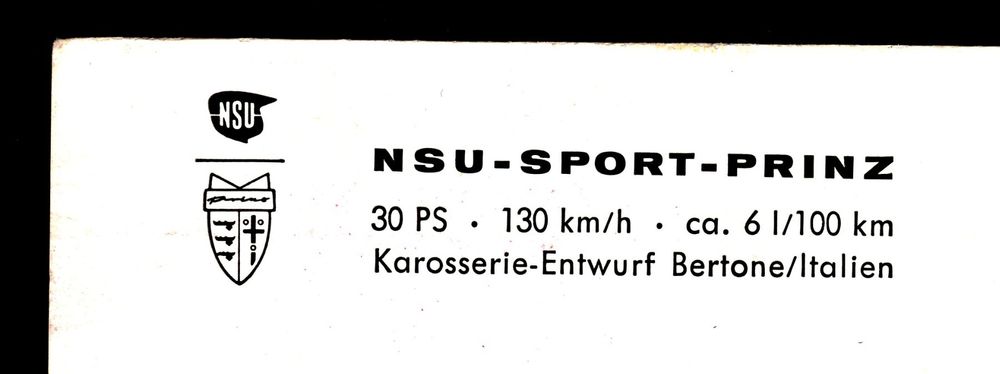 NSU
Prinz
NSU-SPORT-PRINZ
30 PS · 130 km/h · ca. 6 l/100 km
Karosserie-Entwurf Bertone/Italien